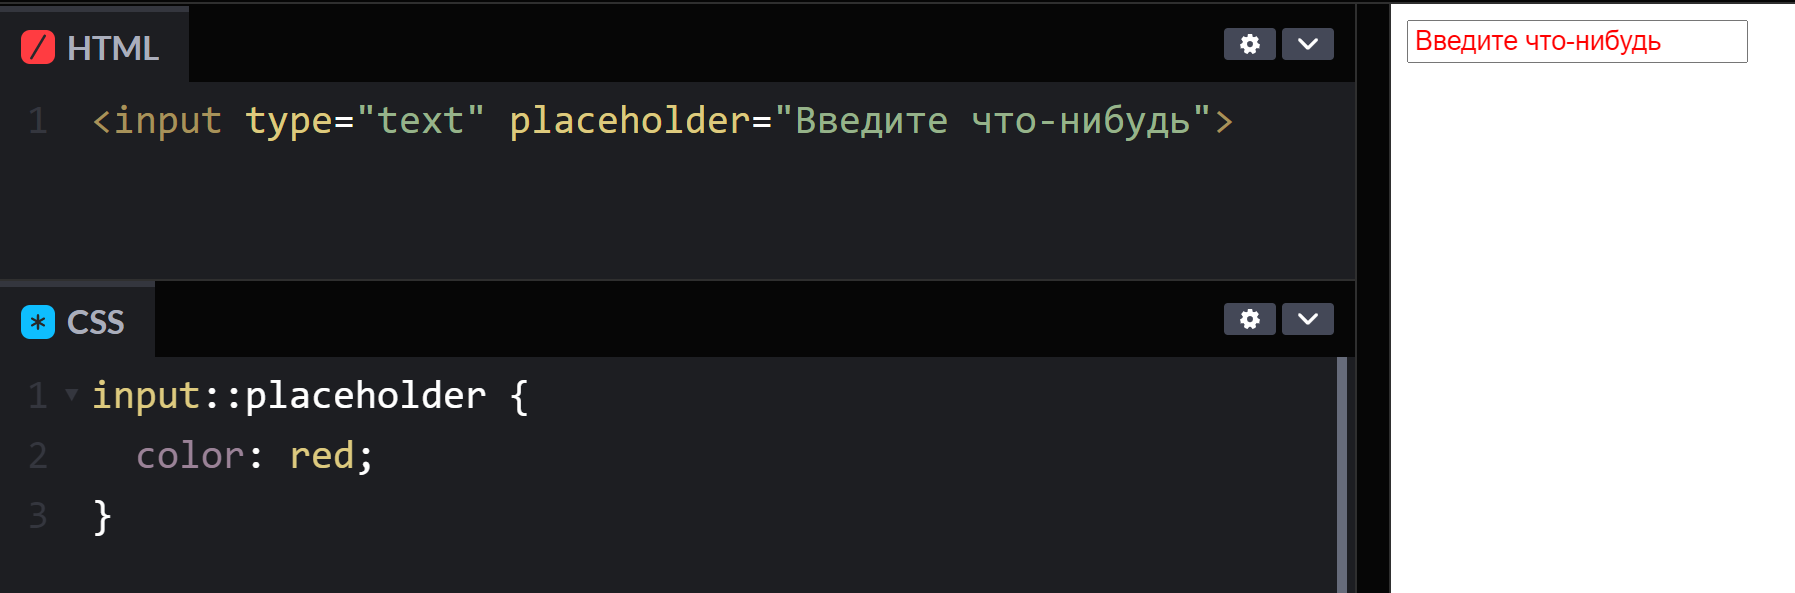 HTML
1 <input type="text" placeholder="Введите что-нибудь">
CSS
1 input::placeholder {
2 color: red;
3 }
Введите что-нибудь